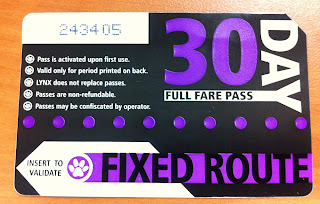 243405
30
DAY
FULL FARE PASS
Pass is activated upon first use.
Valid only for period printed on back.
LYNX does not replace passes.
Passes are non-refundable.
Passes may be confiscated by operator.
INSERT TO
VALIDATE
FIXED ROUTE